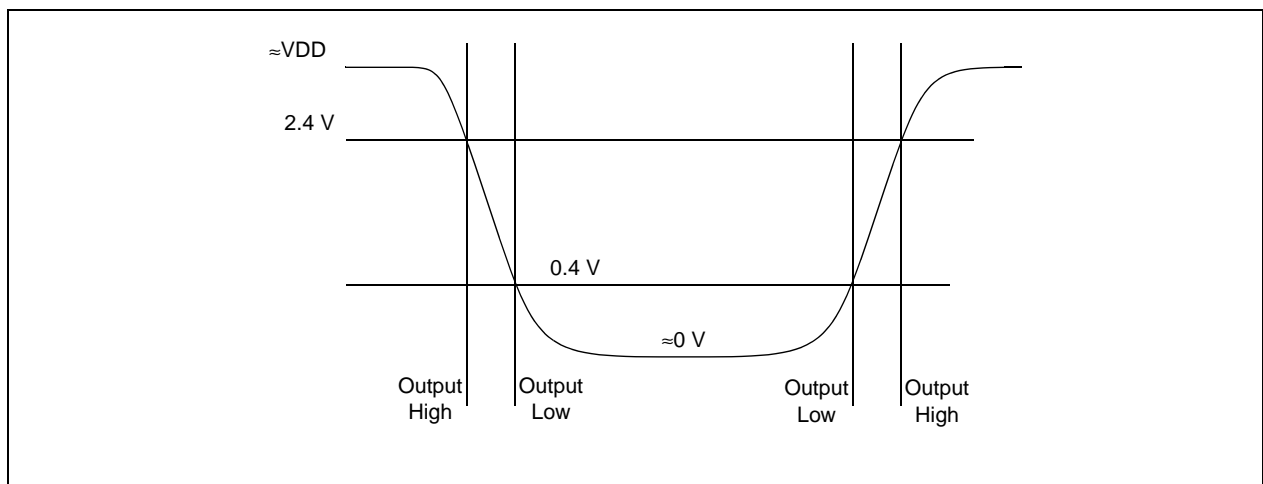 ≈VDD
2.4 V
0.4 V
≈0 V
Output
High
Output
Low
Output
Low
Output
High